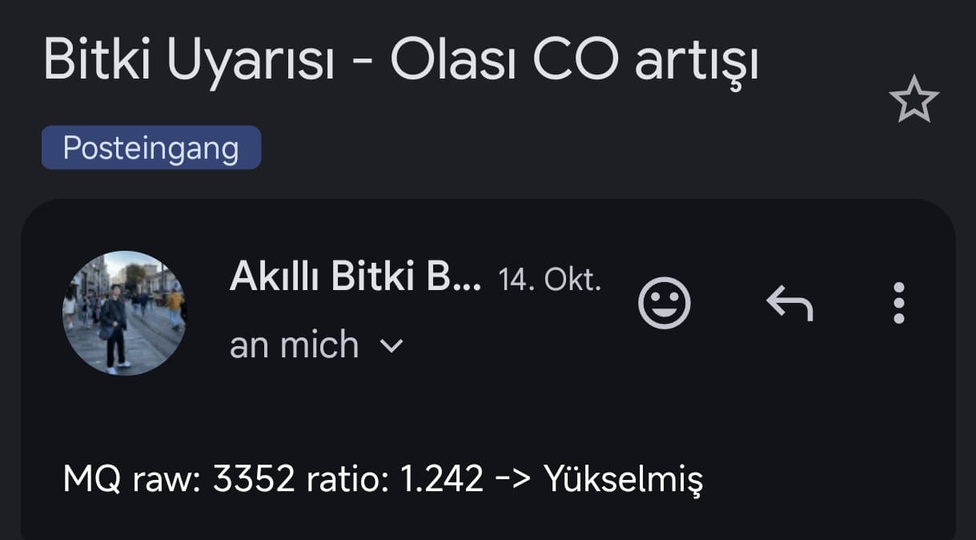 Bitki Uyarısı - Olası CO artışı
Posteingang
Akıllı Bitki B... 14. Okt.
an mich
MQ raw: 3352 ratio: 1.242 -> Yükselmiş